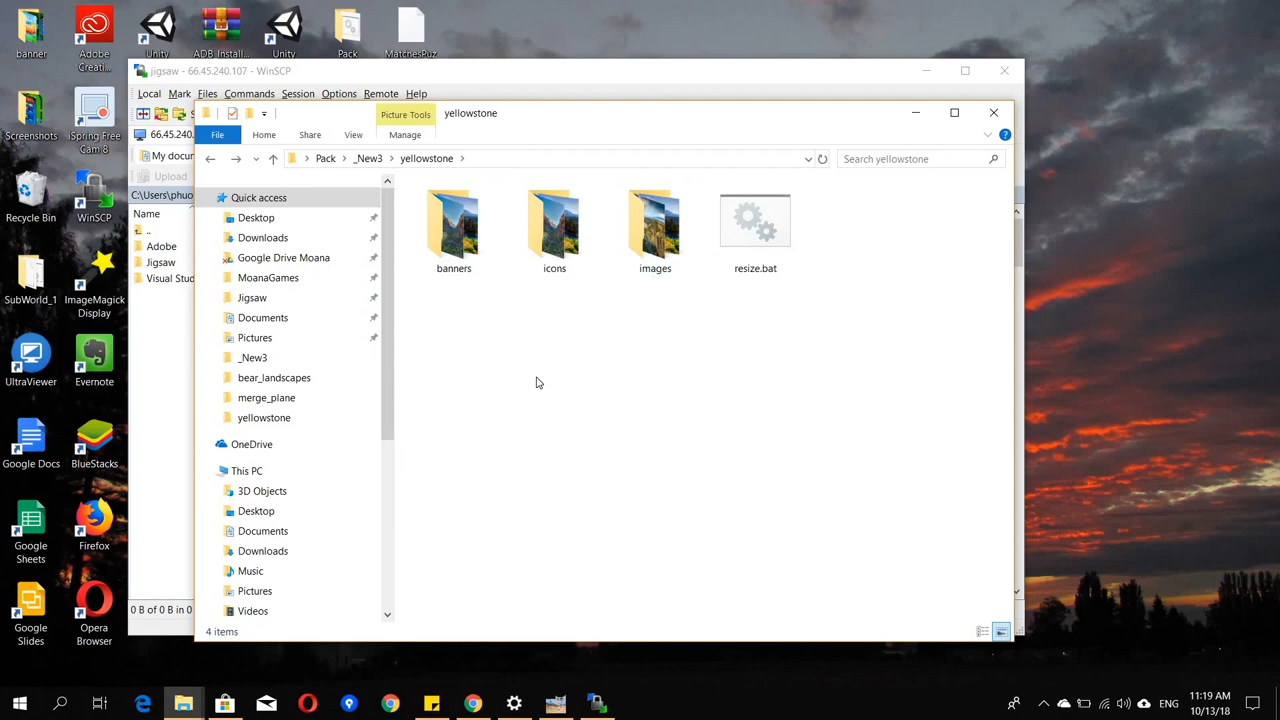 banner
Adobe
Creati...
Unity
ADB_Install...
Unity
Pack
MatchesPuz
Screenshots
iSpring Free
Cam 8
Recycle Bin
WinSCP
SubWorld_1
ImageMagick
Display
UltraViewer
Evernote
Google Docs
BlueStacks
Google
Sheets
Firefox
Google
Slides
Opera
Browser
jigsaw - 66.45.240.107 - WinSCP
Local Mark Files Commands Session Options Remote Help
66.45.240.
My docum
Upload
C:\Users\phuo
Name
..
Adobe
Jigsaw
Visual Stud
0 B of 0 B in 0
Picture Tools
yellowstone
File Home Share View Manage
Pack _New3 yellowstone
Search yellowstone
Quick access
Desktop
Downloads
Google Drive Moana
MoanaGames
Jigsaw
Documents
Pictures
_New3
bear_landscapes
merge_plane
yellowstone
OneDrive
This PC
3D Objects
Desktop
Documents
Downloads
Music
Pictures
Videos
banners
icons
images
resize.bat
4 items
ENG
11:19 AM
10/13/18